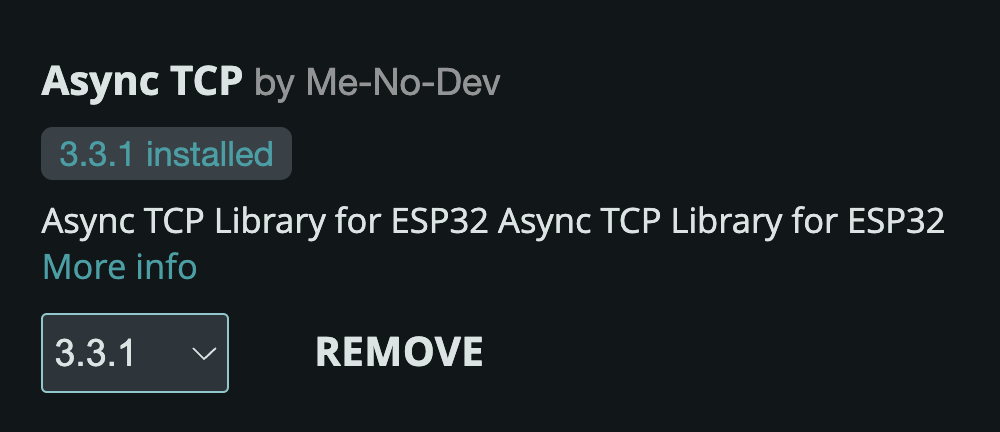 Async TCP by Me-No-Dev
3.3.1 installed
Async TCP Library for ESP32 Async TCP Library for ESP32
More info
3.3.1
REMOVE